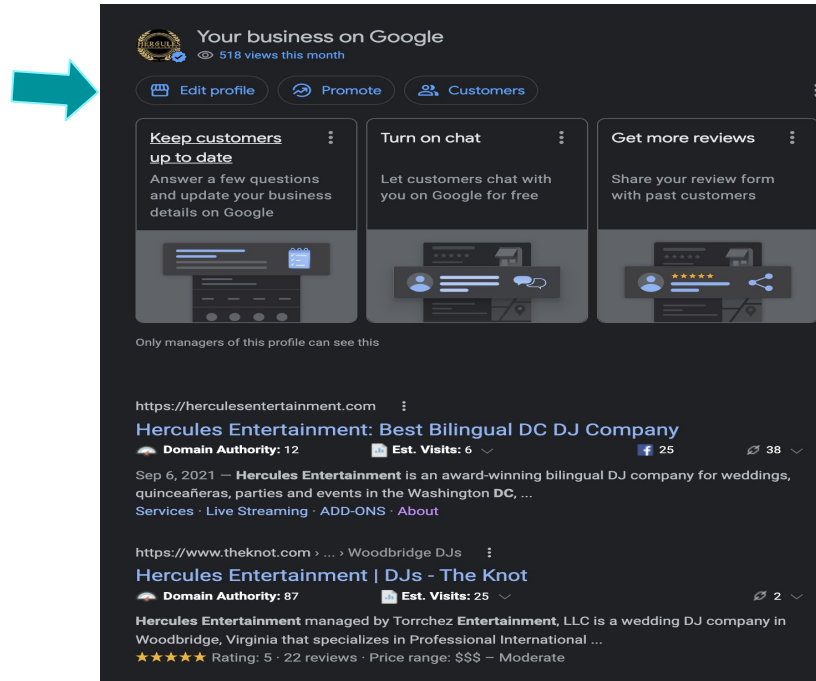 HERCULES
Your business on Google
518 views this month
Edit profile
Promote
Customers
Keep customers
up to date
Answer a few questions
and update your business
details on Google
Turn on chat
Let customers chat with
you on Google for free
Get more reviews
Share your review form
with past customers
Only managers of this profile can see this
https://herculesentertainment.com
Hercules Entertainment: Best Bilingual DC DJ Company
Domain Authority: 12 Est. Visits: 6 25 38
Sep 6, 2021 — Hercules Entertainment is an award-winning bilingual DJ company for weddings,
quinceañeras, parties and events in the Washington DC, ...
Services · Live Streaming · ADD-ONS · About
https://www.theknot.com › ... › Woodbridge DJs
Hercules Entertainment | DJs - The Knot
Domain Authority: 87 Est. Visits: 25 2
Hercules Entertainment managed by Torrchez Entertainment, LLC is a wedding DJ company in
Woodbridge, Virginia that specializes in Professional International ...
★★★★★ Rating: 5 · 22 reviews · Price range: $$$ – Moderate